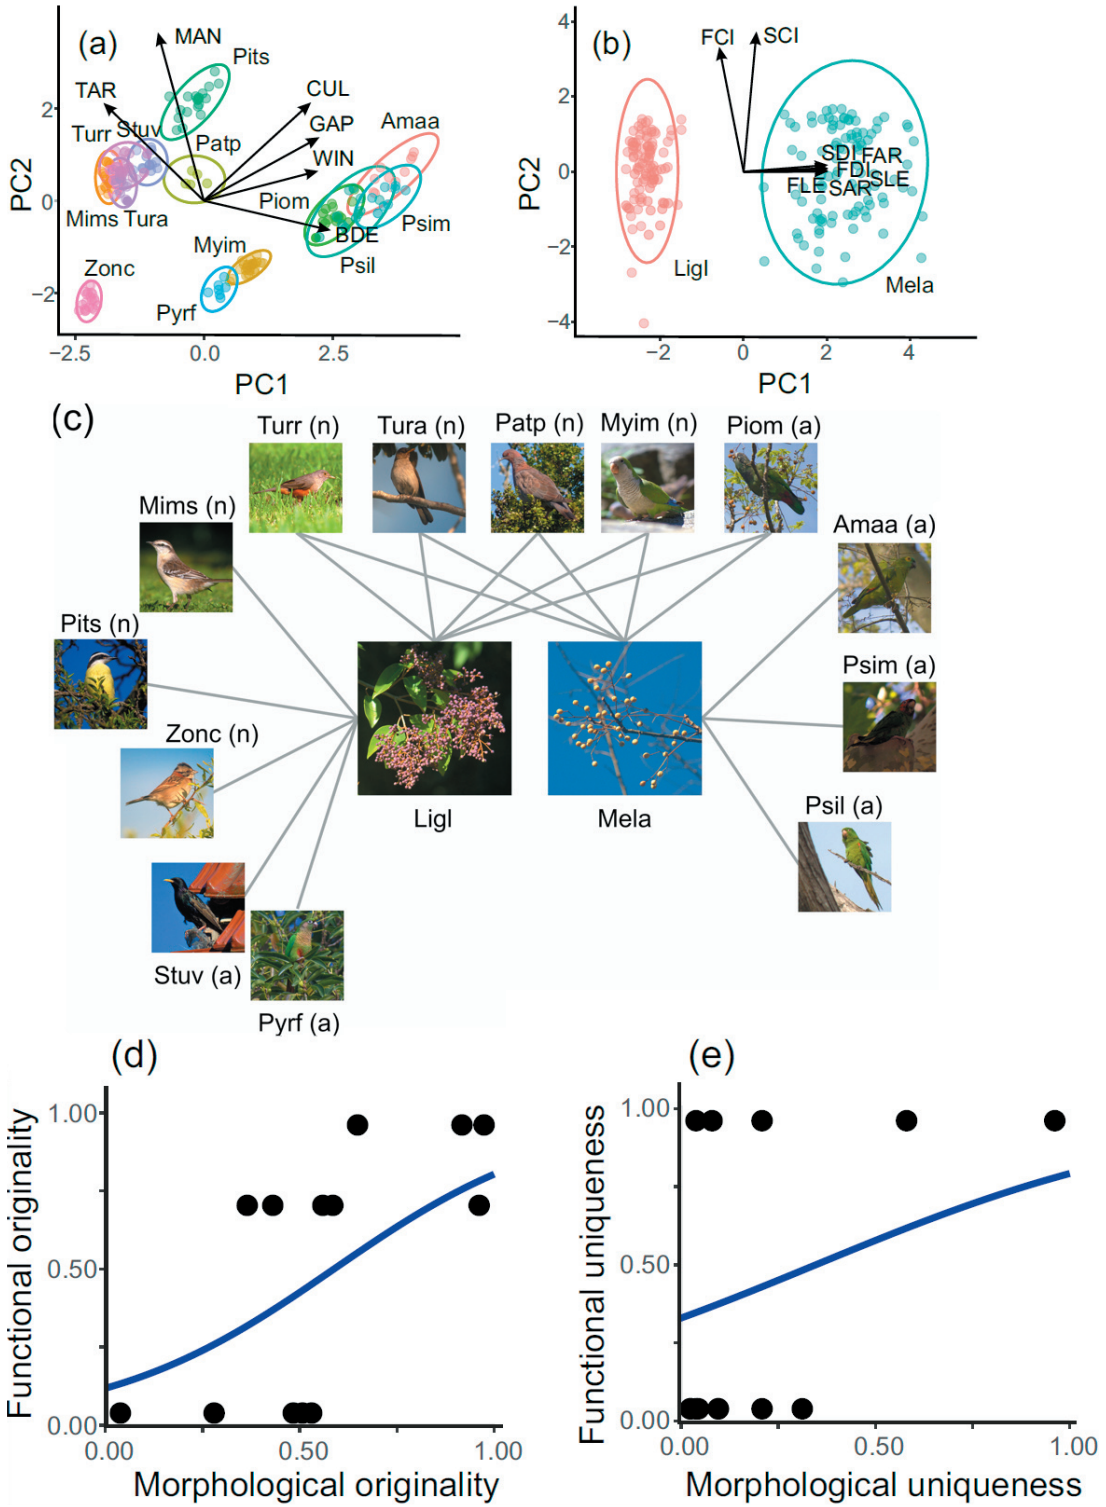 (a)
MAN
Pits
TAR
CUL
Turr
Stuv
GAP
Amaa
Patp
WIN
Mims
Tura
Piom
Psim
BDE
Myim
Psil
Zonc
Pyrf
2
0
−2
−2.5
0.0
2.5
PC2
PC1
(b)
4
2
0
−2
−4
FCI
SCI
SDI
FAR
FDI
FLE
SAR
SLE
Ligl
Mela
−2
0
2
4
PC2
PC1
(c)
Turr (n)
Tura (n)
Patp (n)
Myim (n)
Piom (a)
Mims (n)
Amaa (a)
Pits (n)
Psim (a)
Zonc (n)
Psil (a)
Ligl
Mela
Stuv (a)
Pyrf (a)
(d)
1.00
0.50
0.00
0.00
0.50
1.00
Functional originality
Morphological originality
(e)
1.00
0.50
0.00
0.00
0.50
1.00
Functional uniqueness
Morphological uniqueness